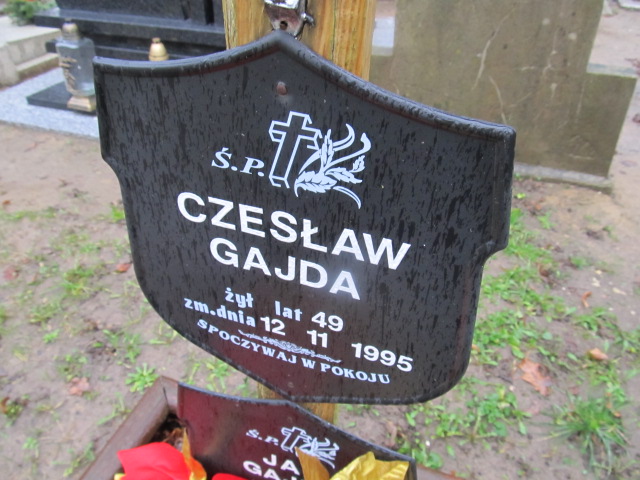 Ś.P.
CZESŁAW
GAJDA
żył lat 49
zm.dnia 12 11 1995
SPOCZYWAJ W POKOJU
Ś.P.